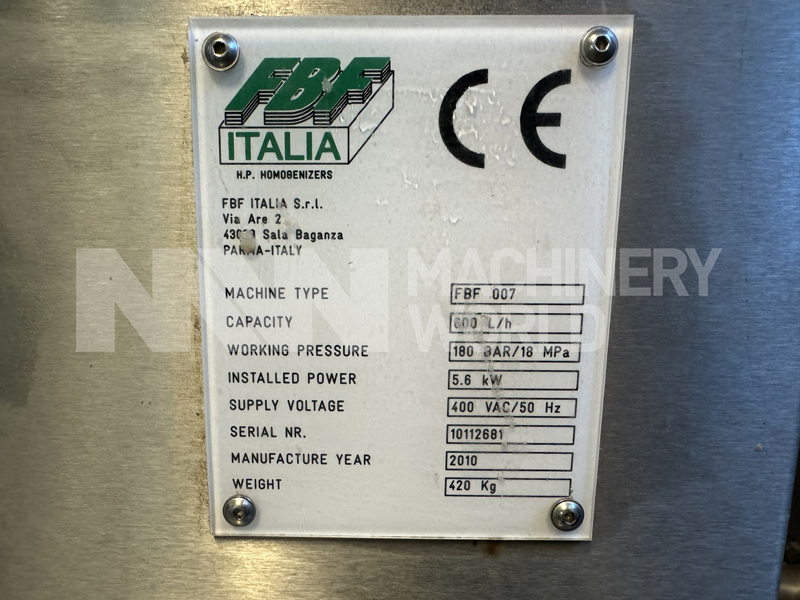 FBF
ITALIA
H.P. HOMOGENIZERS
CE
FBF ITALIA S.r.l.
Via Are 2
Sala Baganza
PARMA-ITALY
MACHINE TYPE FBF 007
CAPACITY 600 L/h
WORKING PRESSURE 180 BAR/18 MPa
INSTALLED POWER 5.6 kW
SUPPLY VOLTAGE 400 VAC/50 Hz
SERIAL NR. 10112681
MANUFACTURE YEAR 2010
WEIGHT 420 Kg
MACHINERY
WORLD